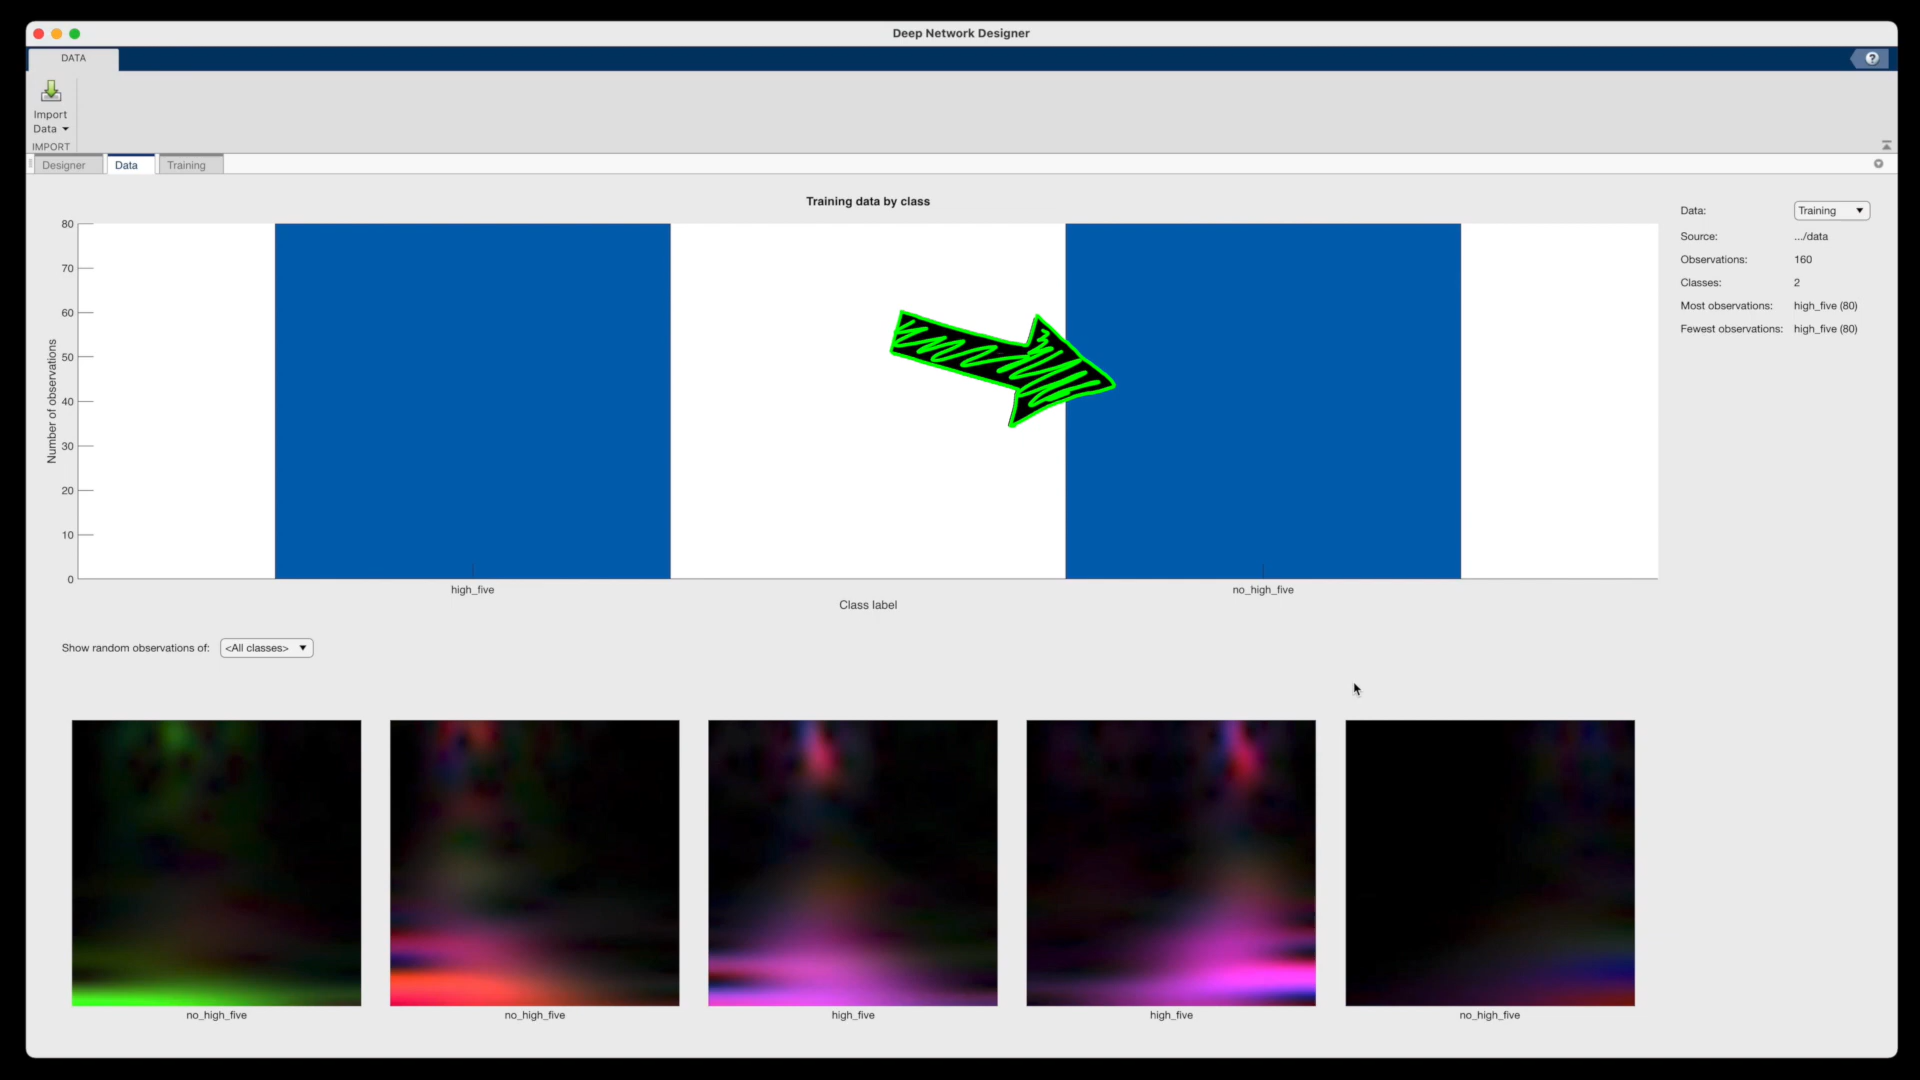 Deep Network Designer
DATA
?
Import
Data
IMPORT
Designer
Data
Training
Training data by class
80
70
60
50
40
30
20
10
0
Number of observations
high_five
no_high_five
Class label
Data: Training
Source: .../data
Observations: 160
Classes: 2
Most observations: high_five (80)
Fewest observations: high_five (80)
Show random observations of: <All classes>
no_high_five
no_high_five
high_five
high_five
no_high_five